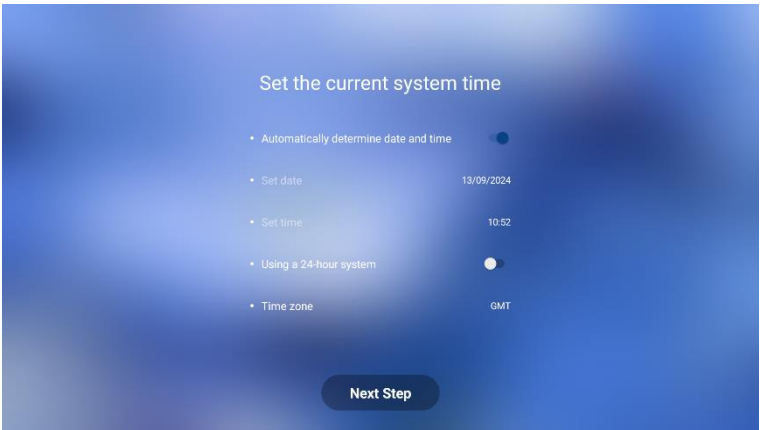 Set the current system time
• Automatically determine date and time
• Set date 13/09/2024
• Set time 10:52
• Using a 24-hour system
• Time zone GMT
Next Step